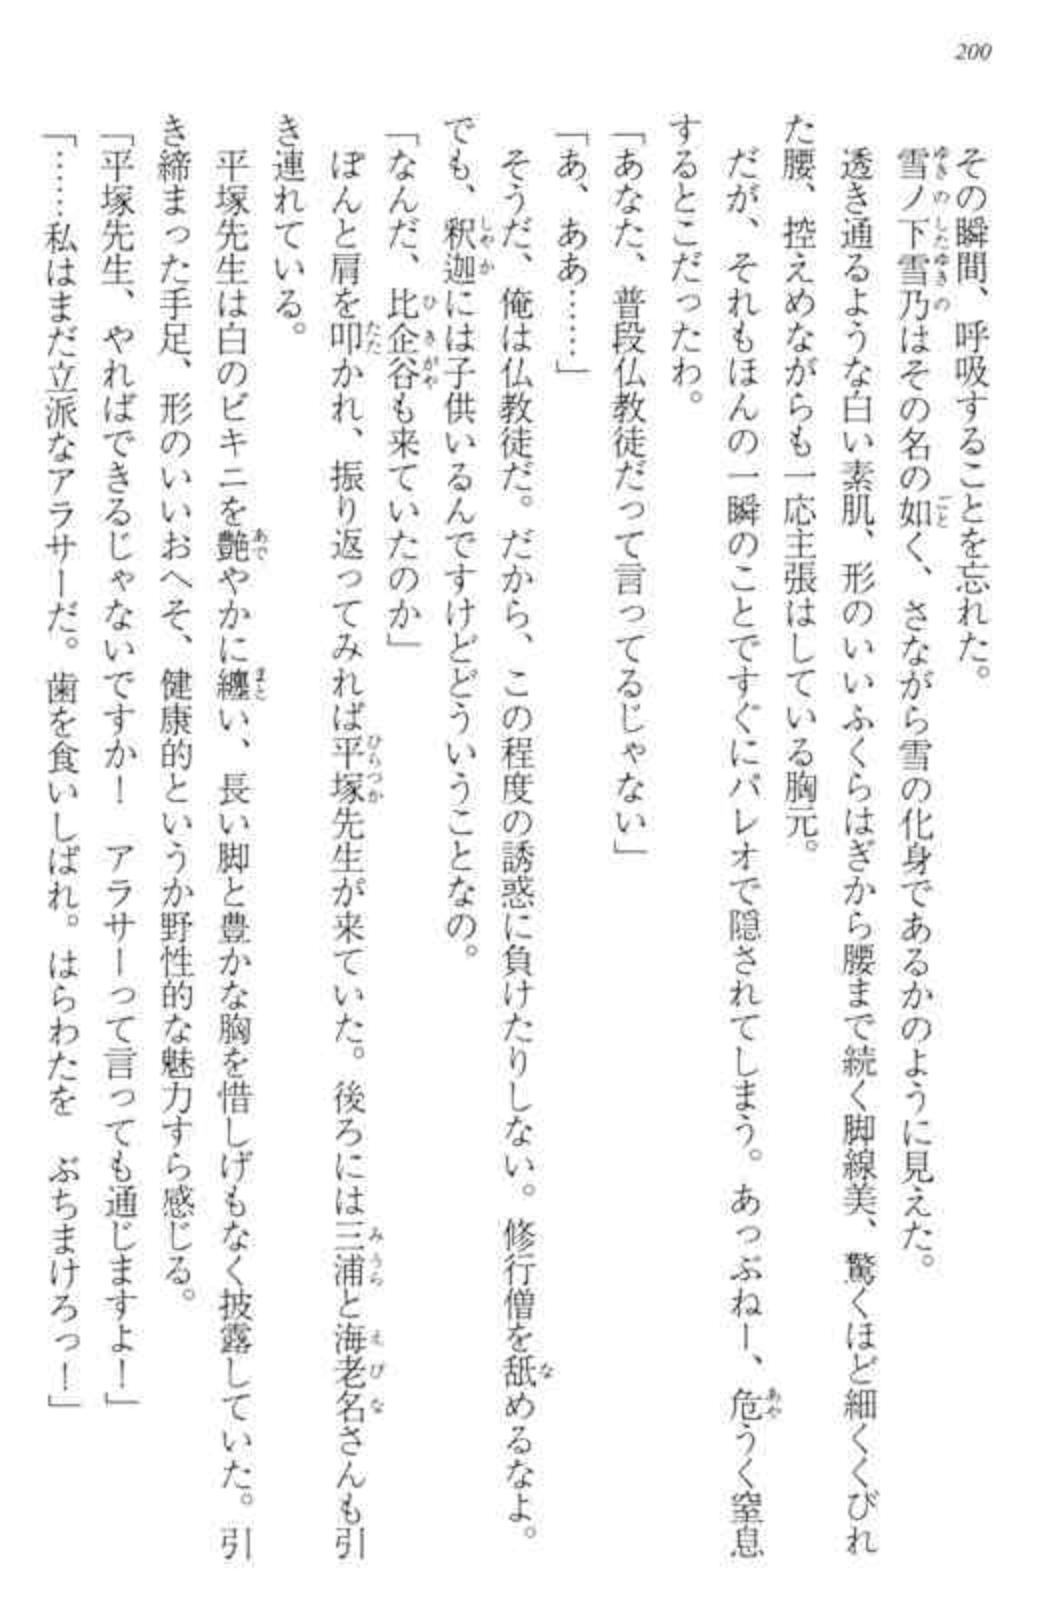 200
その瞬間、呼吸することを忘れた。
雪ノ下雪乃はその名の如く、さながら雪の化身であるかのように見えた。
透き通るような白い素肌、形のいいふくらはぎから腰まで続く脚線美、驚くほど細くくびれ
た腰、控えめながらも一応主張はしている胸元。
だが、それもほんの一瞬のことですぐにパレオで隠されてしまう。あっぶねー、危うく窒息
するとこだったわ。
「あなた、普段仏教徒だって言ってるじゃない」
「あ、ああ……」
そうだ、俺は仏教徒だ。だから、この程度の誘惑に負けたりしない。修行僧を舐めるなよ。
でも、釈迦には子供いるんですけどどういうことなの。
「なんだ、比企谷も来ていたのか」
ぽんと肩を叩かれ、振り返ってみれば平塚先生が来ていた。後ろには三浦と海老名さんも引
き連れている。
平塚先生は白のビキニを艶やかに纏い、長い脚と豊かな胸を惜しげもなく披露していた。引
き締まった手足、形のいいおへそ、健康的というか野性的な魅力すら感じる。
「平塚先生、やればできるじゃないですか！　アラサーって言っても通じますよ！」
「……私はまだ立派なアラサーだ。歯を食いしばれ。はらわたを　ぶちまけろっ！」